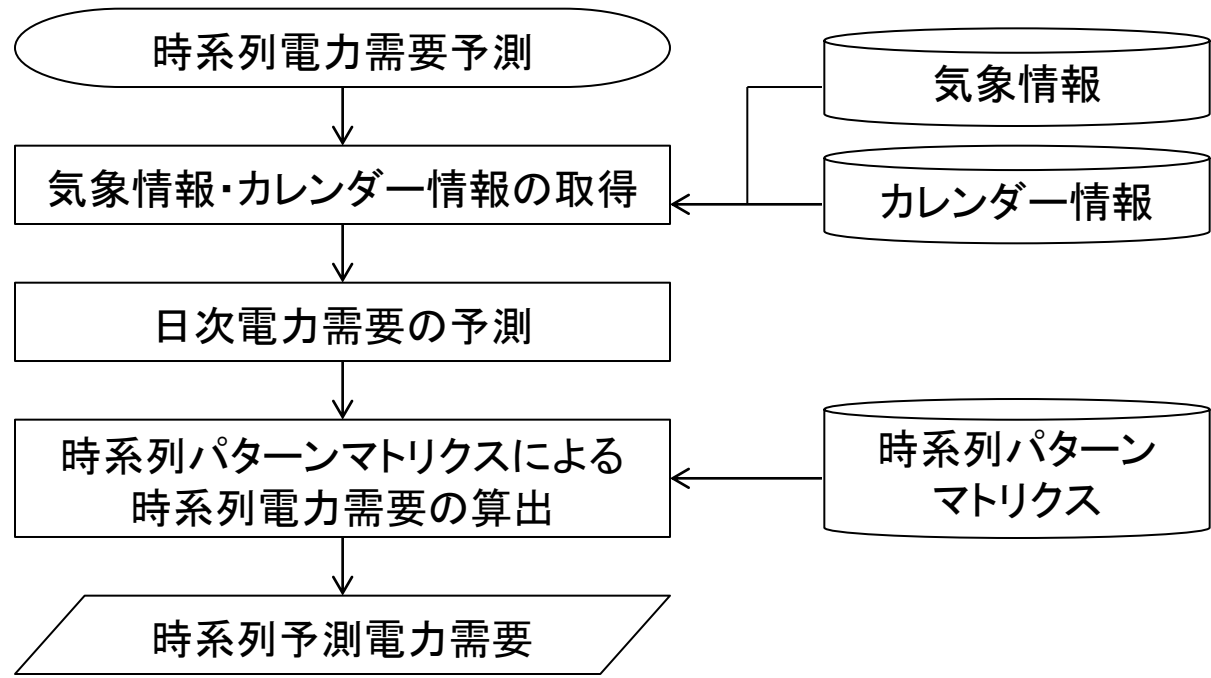 時系列電力需要予測
気象情報
気象情報・カレンダー情報の取得
カレンダー情報
日次電力需要の予測
時系列パターンマトリクスによる
時系列電力需要の算出
時系列パターン
マトリクス
時系列予測電力需要